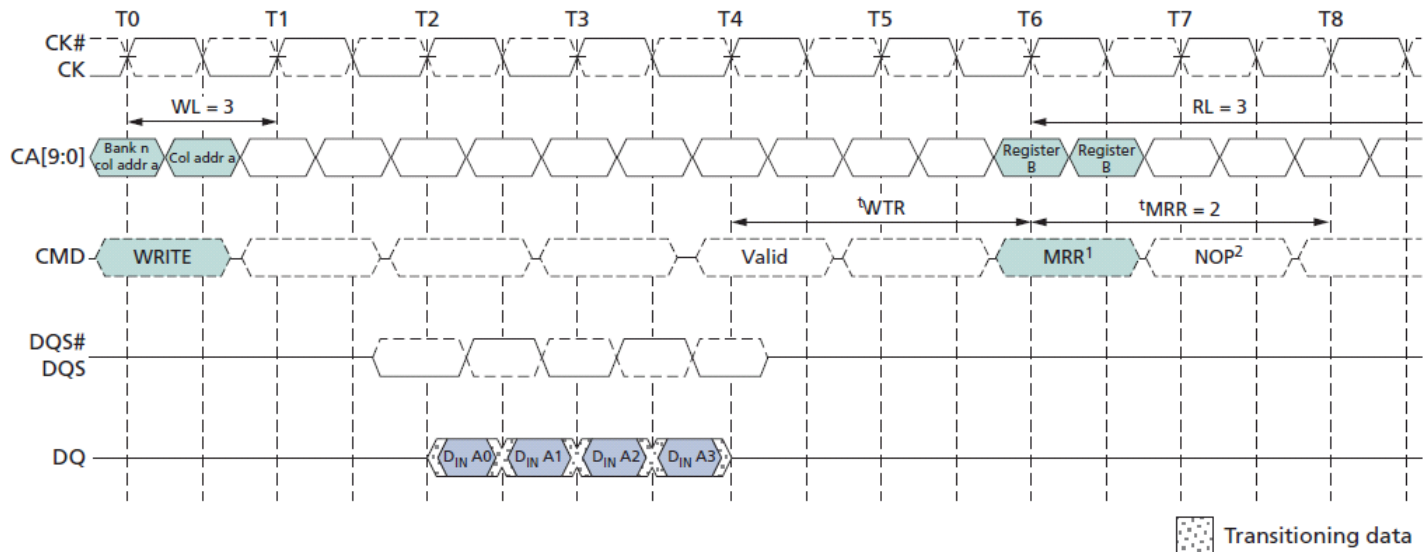 T0 T1 T2 T3 T4 T5 T6 T7 T8
CK#
CK
WL = 3 RL = 3
CA[9:0] Bank n col addr a Col addr a Register B Register B
tWTR tMRR = 2
CMD WRITE Valid MRR1 NOP2
DQS#
DQS
DQ DIN A0 DIN A1 DIN A2 DIN A3
Transitioning data